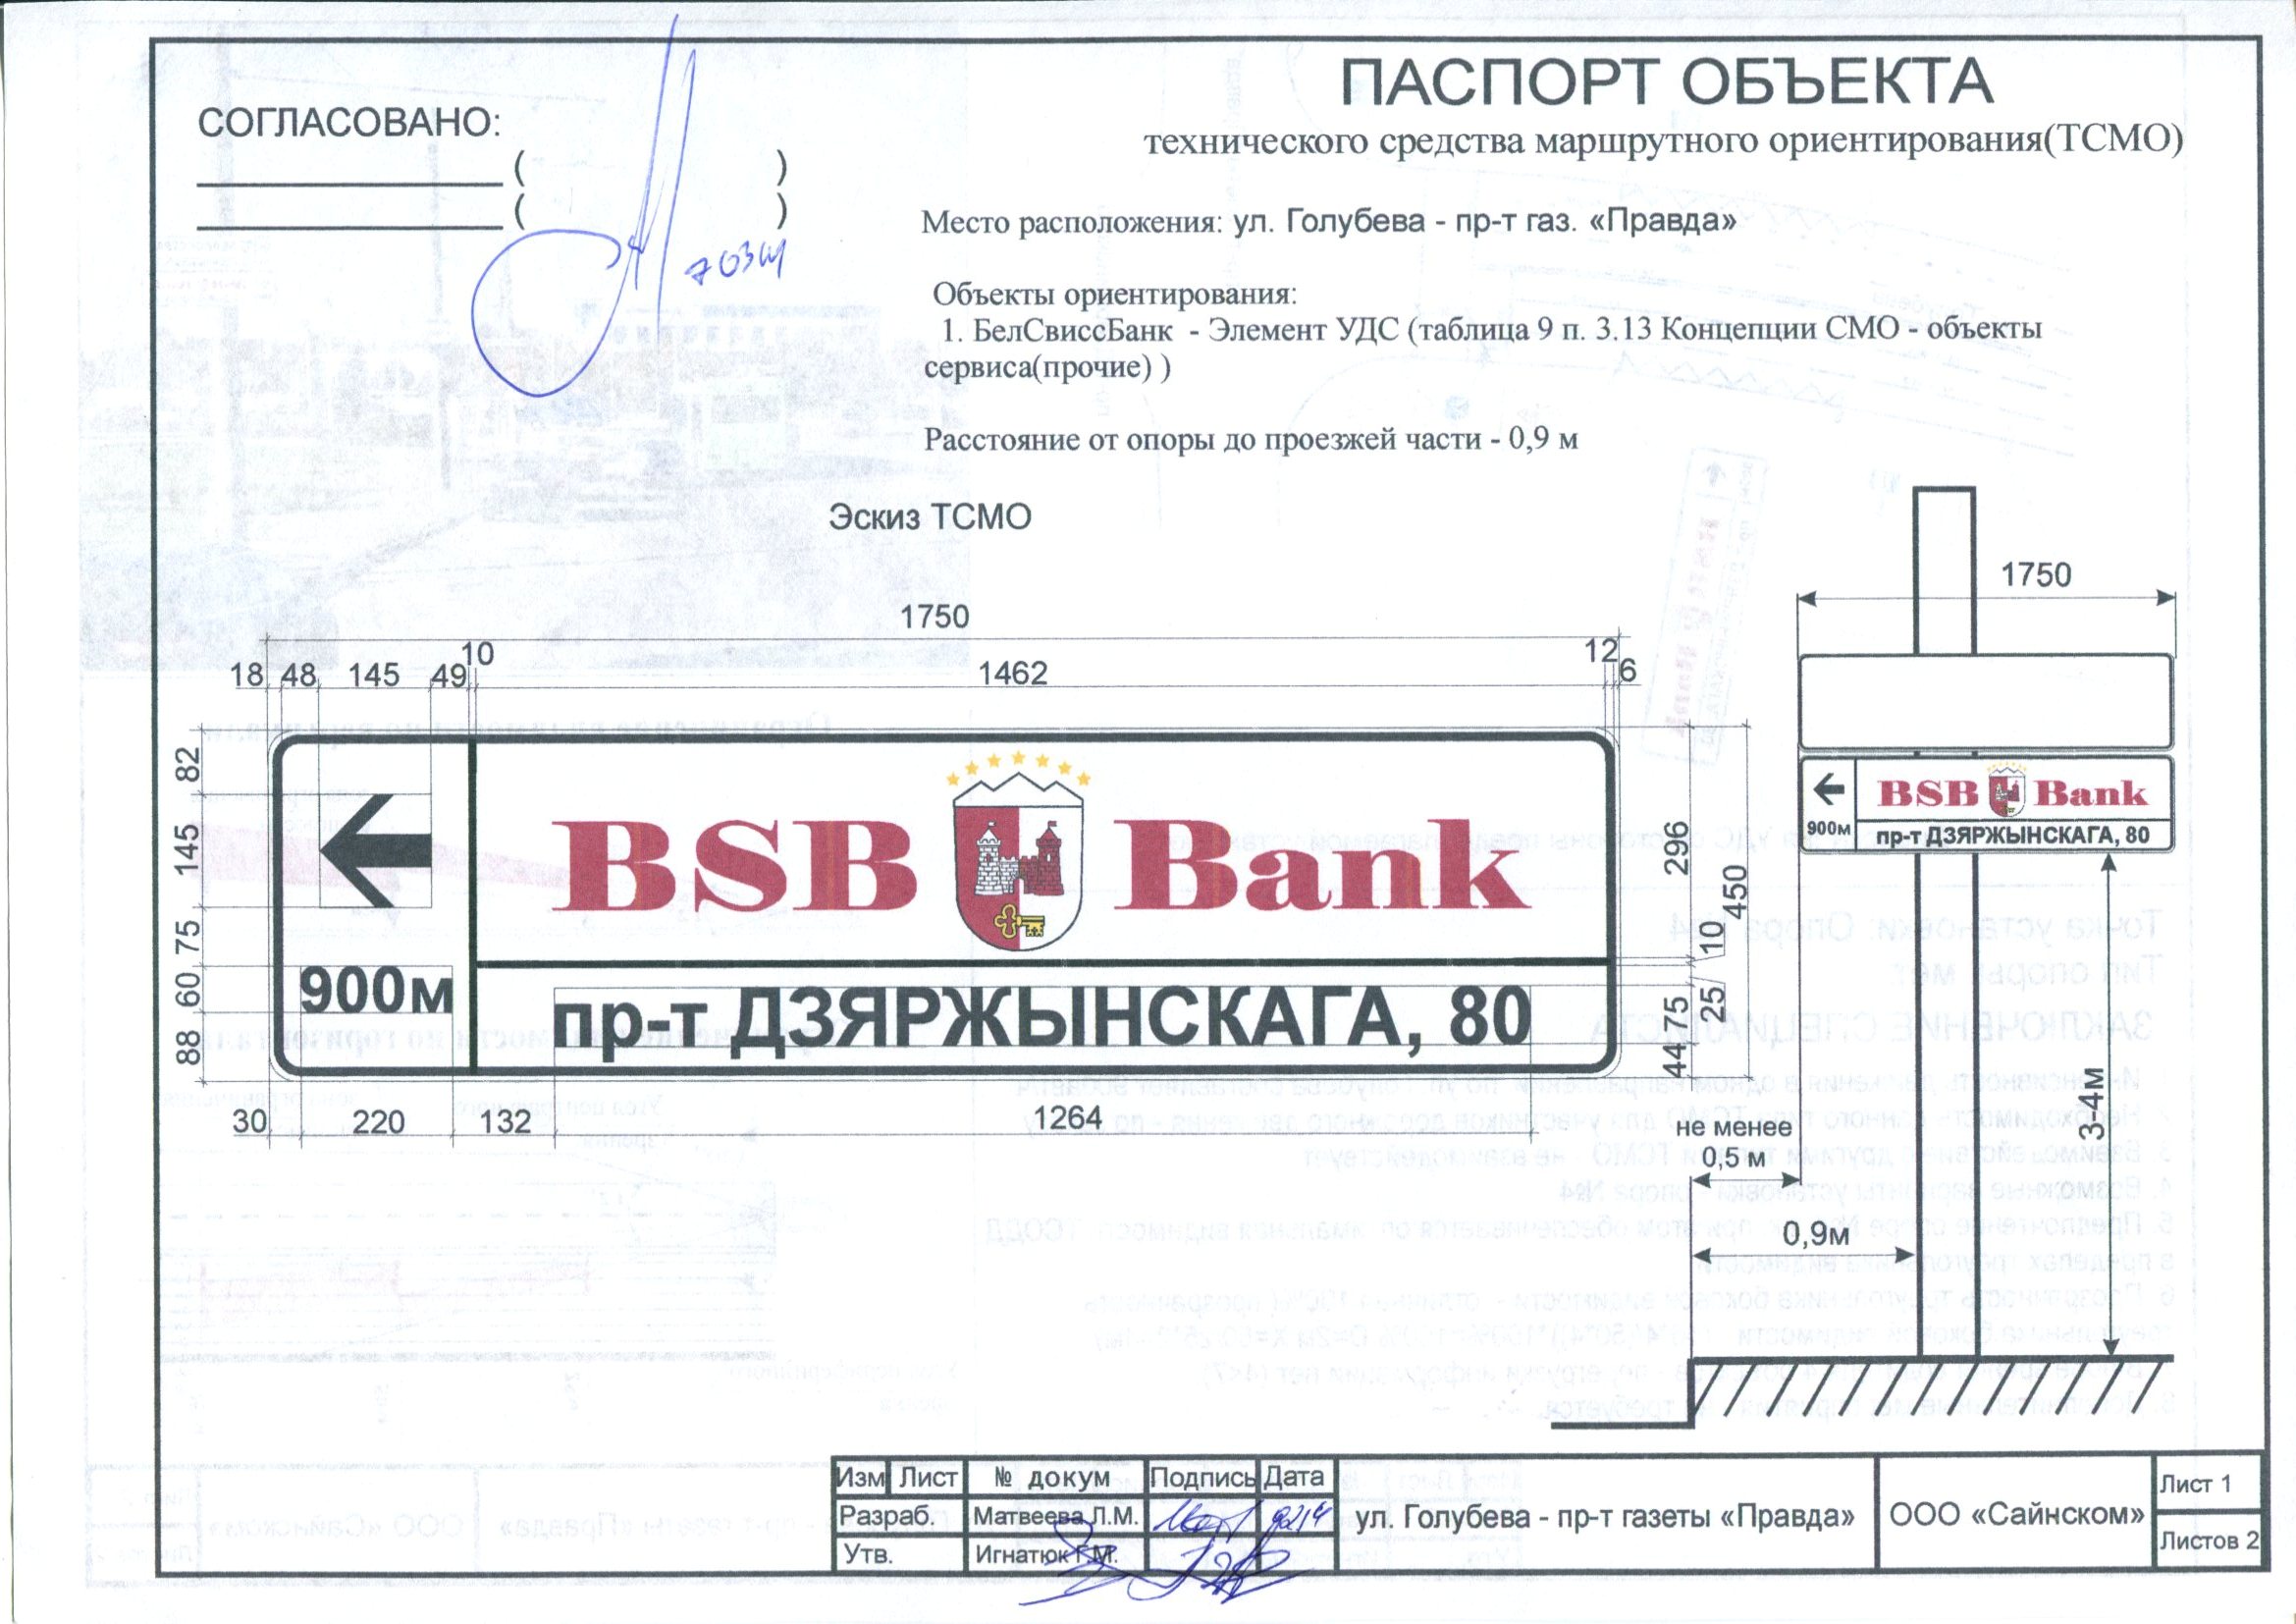 ПАСПОРТ ОБЪЕКТА
технического средства маршрутного ориентирования(ТСМО)
СОГЛАСОВАНО:
( )
( )
Место расположения: ул. Голубева - пр-т газ. «Правда»
Объекты ориентирования:
1. БелСвиссБанк - Элемент УДС (таблица 9 п. 3.13 Концепции СМО - объекты
сервиса(прочие) )
Расстояние от опоры до проезжей части - 0,9 м
Эскиз ТСМО
1750
18 48 145 49 10 1462 12 6
82 145 75 60 88
BSB Bank
900м
пр-т ДЗЯРЖЫНСКАГА, 80
296 10 25 75 44 450
30 220 132 1264
1750
BSB Bank
900м
пр-т ДЗЯРЖЫНСКАГА, 80
3-4м
не менее
0,5 м
0,9м
Изм Лист № докум Подпись Дата
Разраб. Матвеева Л.М.
Утв. Игнатюк Г.М.
ул. Голубева - пр-т газеты «Правда»
ООО «Сайнском»
Лист 1
Листов 2